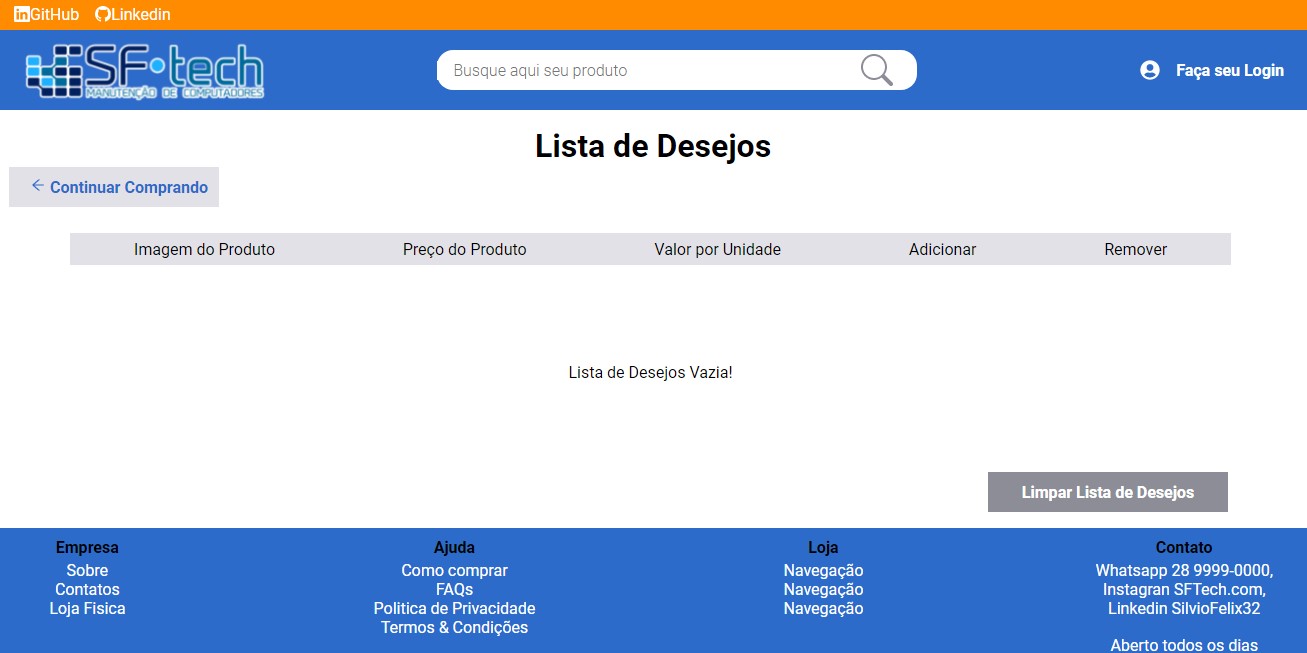 GitHub Linkedin
SF•tech
MANUTENÇÃO DE COMPUTADORES
Busque aqui seu produto
Faça seu Login
Lista de Desejos
Continuar Comprando
Imagem do Produto Preço do Produto Valor por Unidade Adicionar Remover
Lista de Desejos Vazia!
Limpar Lista de Desejos
Empresa
Sobre
Contatos
Loja Fisica
Ajuda
Como comprar
FAQs
Politica de Privacidade
Termos & Condições
Loja
Navegação
Navegação
Navegação
Contato
Whatsapp 28 9999-0000,
Instagran SFTech.com,
Linkedin SilvioFelix32
Aberto todos os dias